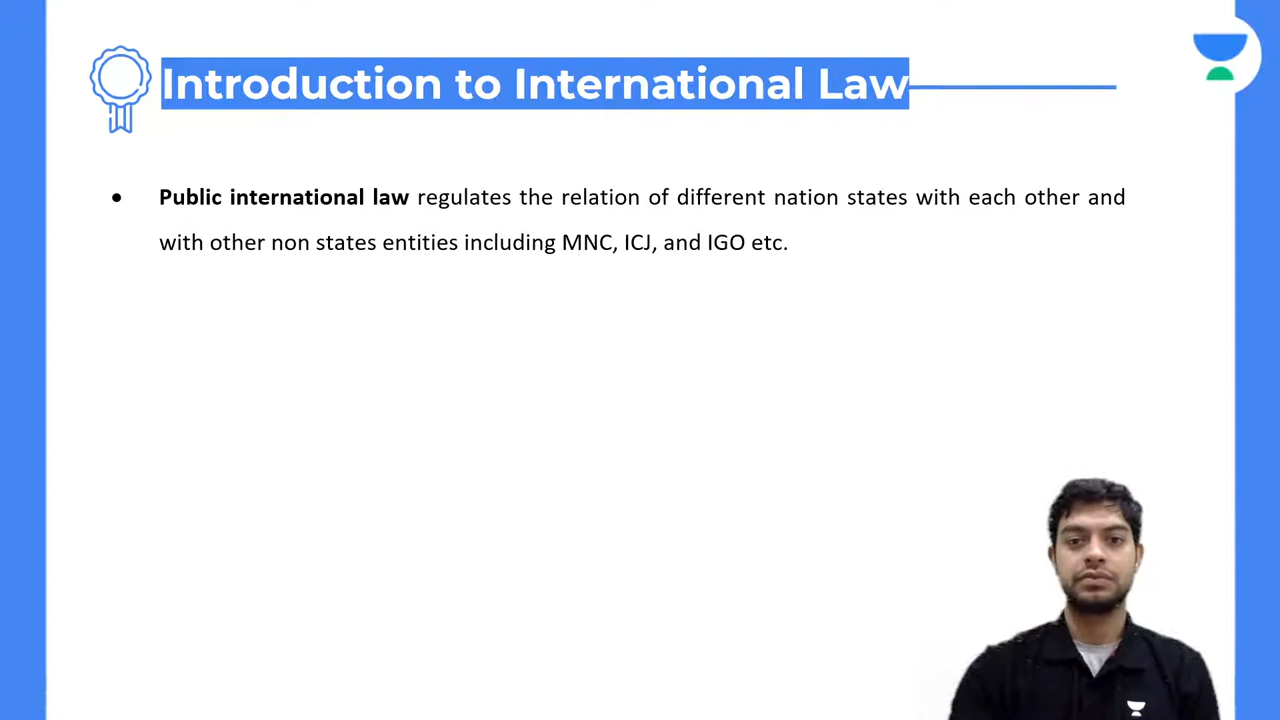 Introduction to International Law
• Public international law regulates the relation of different nation states with each other and
with other non states entities including MNC, ICJ, and IGO etc.